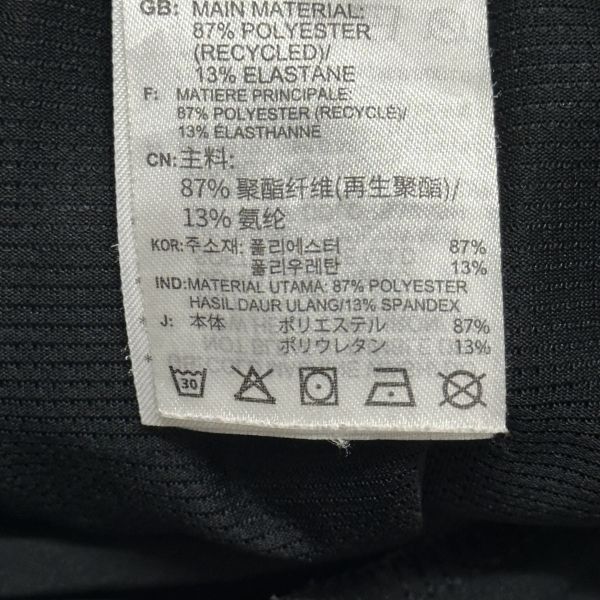 GB: MAIN MATERIAL:
87% POLYESTER
(RECYCLED)/
13% ELASTANE
F: MATIERE PRINCIPALE:
87% POLYESTER (RECYCLÉ)/
13% ÉLASTHANNE
CN:主料:
87% 聚酯纤维(再生聚酯)/
13% 氨纶
KOR:주소재: 폴리에스터 87%
폴리우레탄 13%
* IND:MATERIAL UTAMA: 87% POLYESTER
HASIL DAUR ULANG/13% SPANDEX
* J: 本体 ポリエステル 87%
* ポリウレタン 13%
30